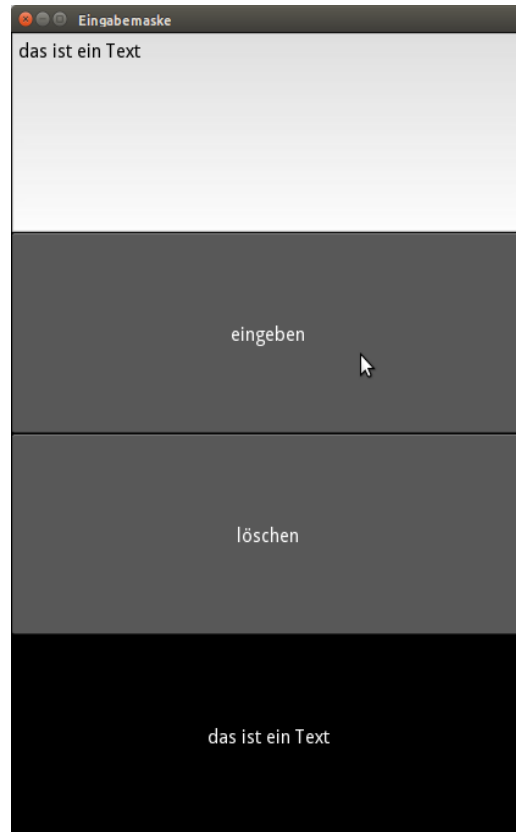 Eingabemaske
das ist ein Text
eingeben
löschen
das ist ein Text